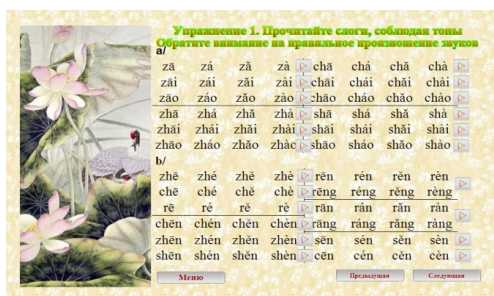 Упражнение 1. Прочитайте слоги, соблюдая тоны
Обратите внимание на правильное произношение звуков
a/
zā zá zǎ zà chā chá chǎ chà
zāi zái zǎi zài chāi chái chǎi chài
zāo záo zǎo zào chāo cháo chǎo chào
zhā zhá zhǎ zhà shā shá shǎ shà
zhāi zhái zhǎi zhài shāi shái shǎi shài
zhāo zháo zhǎo zhào shāo sháo shǎo shào
b/
zhē zhé zhě zhè rēn rén rěn rèn
chē ché chě chè rēng réng rěng rèng
rē ré rě rè rān rán rǎn ràn
chēn chén chěn chèn rāng ráng rǎng ràng
zhēn zhén zhěn zhèn sēn sén sěn sèn
shēn shén shěn shèn cēn cén cěn cèn
Меню Предыдущая Следующая